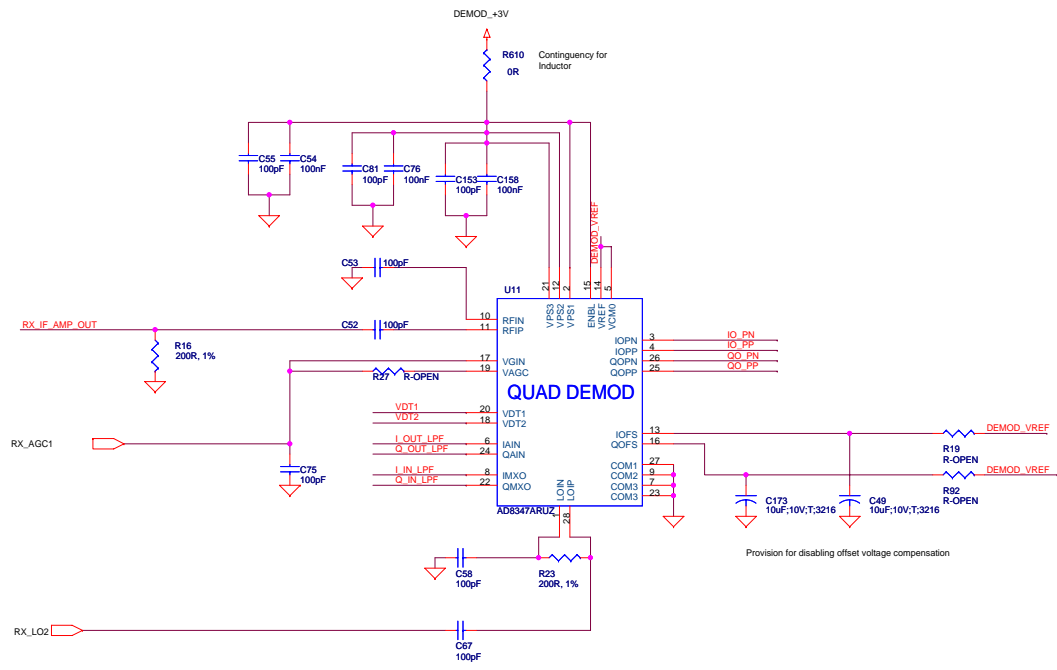 DEMOD_+3V
R610
0R
Continguency for
Inductor
C55
100pF
C54
100nF
C81
100pF
C76
100nF
C153
100pF
C158
100nF
DEMOD_VREF
C53
100pF
U11
21
12
2
15
14
5
VPS3
VPS2
VPS1
ENBL
VREF
VCM0
RX_IF_AMP_OUT
C52
100pF
R16
200R, 1%
10
RFIN
11
RFIP
17
VGIN
19
VAGC
R27
R-OPEN
QUAD DEMOD
IOPN
3
IO_PN
IOPP
4
IO_PP
QOPN
26
QO_PN
QOPP
25
QO_PP
VDT1
20
VDT1
VDT2
18
VDT2
RX_AGC1
I_OUT_LPF
6
IAIN
Q_OUT_LPF
24
QAIN
I_IN_LPF
8
IMXO
Q_IN_LPF
22
QMXO
C75
100pF
IOFS
13
QOFS
16
DEMOD_VREF
R19
R-OPEN
DEMOD_VREF
R92
R-OPEN
COM1
27
COM2
9
COM3
7
COM3
23
C173
10uF;10V;T;3216
C49
10uF;10V;T;3216
LOIN
LOIP
AD8347ARUZ
1
28
Provision for disabling offset voltage compensation
C58
100pF
R23
200R, 1%
RX_LO2
C67
100pF